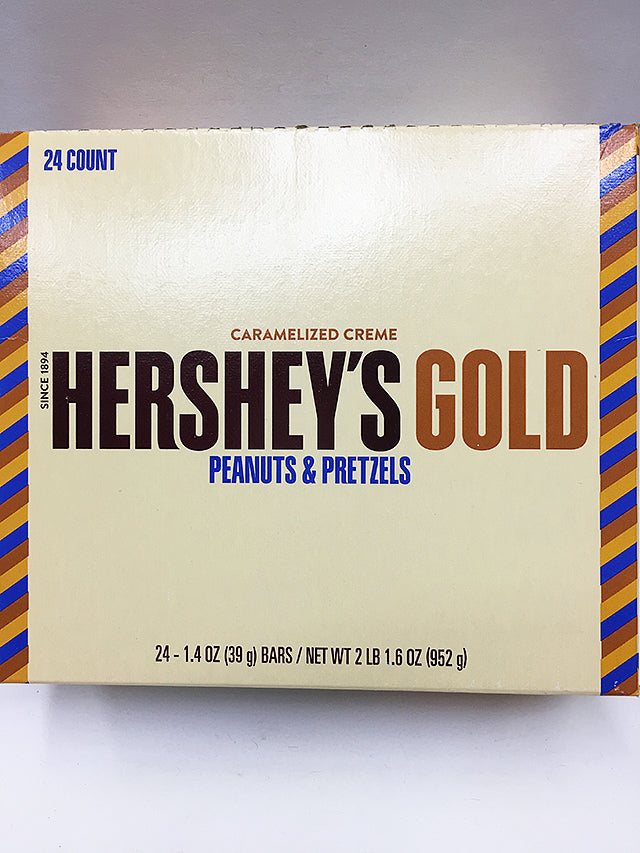 24 COUNT
CARAMELIZED CREME
SINCE 1894
HERSHEY'S GOLD
PEANUTS & PRETZELS
24 - 1.4 OZ (39 g) BARS / NET WT 2 LB 1.6 OZ (952 g)